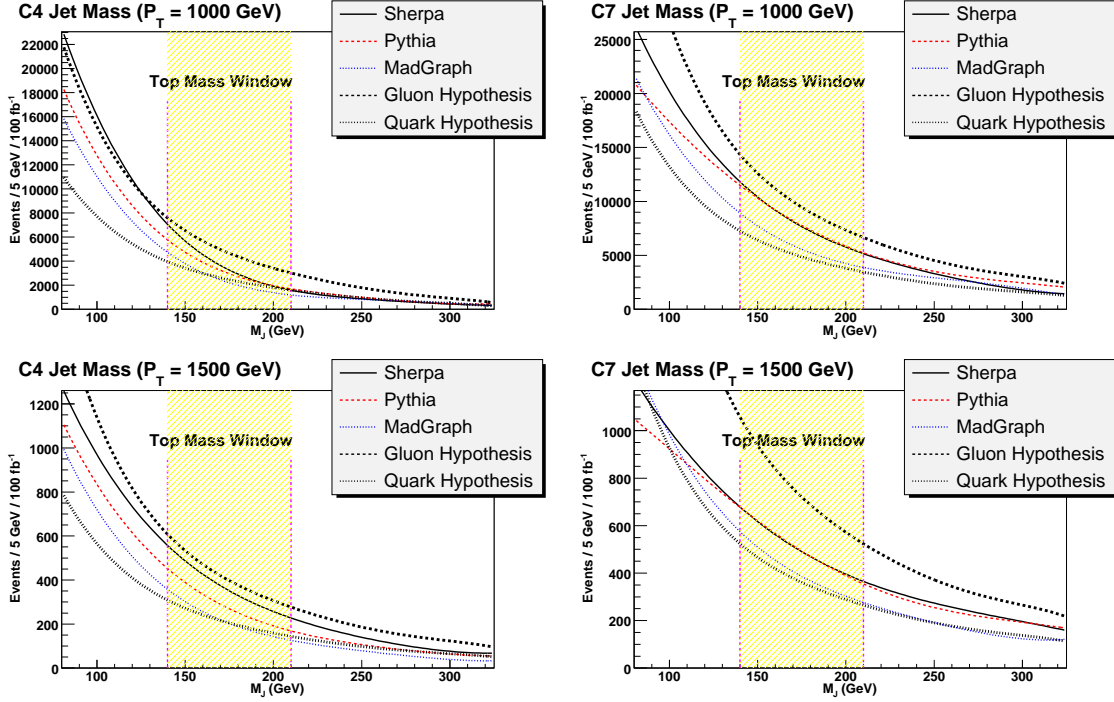 C4 Jet Mass (P_T = 1000 GeV)
Sherpa
Pythia
MadGraph
Gluon Hypothesis
Quark Hypothesis
Top Mass Window
Events / 5 GeV / 100 fb⁻¹
22000
20000
18000
16000
14000
12000
10000
8000
6000
4000
2000
0
100 150 200 250 300
M_J (GeV)
C7 Jet Mass (P_T = 1000 GeV)
Sherpa
Pythia
MadGraph
Gluon Hypothesis
Quark Hypothesis
Top Mass Window
Events / 5 GeV / 100 fb⁻¹
25000
20000
15000
10000
5000
0
100 150 200 250 300
M_J (GeV)
C4 Jet Mass (P_T = 1500 GeV)
Sherpa
Pythia
MadGraph
Gluon Hypothesis
Quark Hypothesis
Top Mass Window
Events / 5 GeV / 100 fb⁻¹
1200
1000
800
600
400
200
0
100 150 200 250 300
M_J (GeV)
C7 Jet Mass (P_T = 1500 GeV)
Sherpa
Pythia
MadGraph
Gluon Hypothesis
Quark Hypothesis
Top Mass Window
Events / 5 GeV / 100 fb⁻¹
1000
800
600
400
200
0
100 150 200 250 300
M_J (GeV)